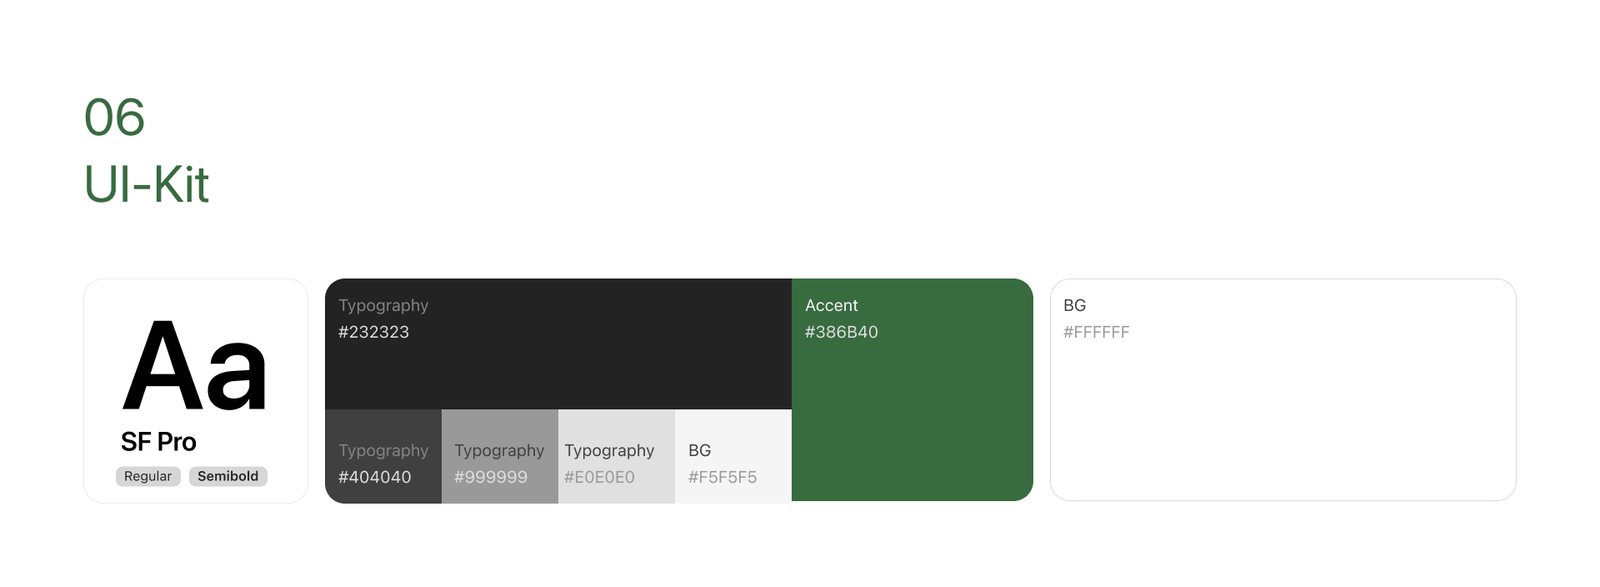 06
UI-Kit
Aa
SF Pro
Regular Semibold
Typography
#232323
Typography
#404040
Typography
#999999
Typography
#E0E0E0
BG
#F5F5F5
Accent
#386B40
BG
#FFFFFF